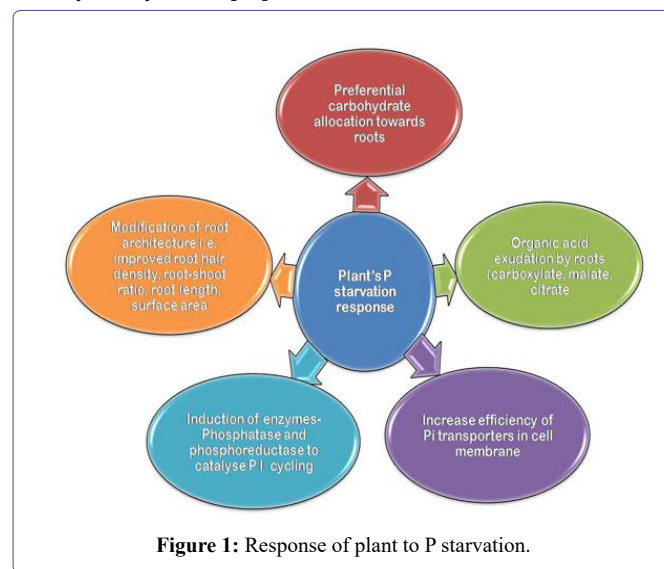 Preferential
carbohydrate
allocation towards
roots
Modification of root
architecture i.e.
improved root hair
density, root-shoot
ratio, root length,
surface area
Plant's P
starvation
response
Organic acid
exudation by roots
(carboxylate, malate,
citrate
Induction of enzymes-
Phosphatase and
phosphoreductase to
catalyse P I cycling
Increase efficiency of
Pi transporters in cell
membrane
Figure 1: Response of plant to P starvation.